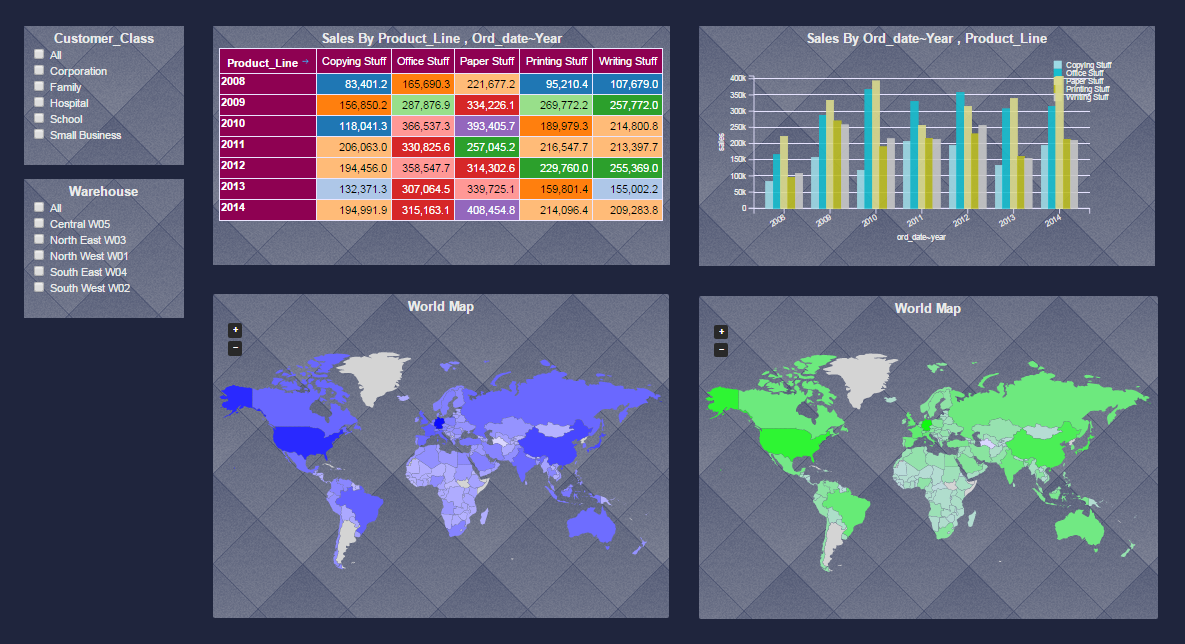 Customer_Class
All
Corporation
Family
Hospital
School
Small Business
Warehouse
All
Central W05
North East W03
North West W01
South East W04
South West W02
Sales By Product_Line , Ord_date~Year
Product_Line → Copying Stuff Office Stuff Paper Stuff Printing Stuff Writing Stuff
2008 83,401.2 165,690.3 221,677.2 95,210.4 107,679.0
2009 156,850.2 287,876.9 334,226.1 269,772.2 257,772.0
2010 118,041.3 366,537.3 393,405.7 189,979.3 214,800.8
2011 206,063.0 330,825.6 257,045.2 216,547.7 213,397.7
2012 194,456.0 358,547.7 314,302.6 229,760.0 255,369.0
2013 132,371.3 307,064.5 339,725.1 159,801.4 155,002.2
2014 194,991.9 315,163.1 408,454.8 214,096.4 209,283.8
Sales By Ord_date~Year , Product_Line
Copying Stuff
Office Stuff
Paper Stuff
Printing Stuff
Writing Stuff
400k
350k
300k
250k
200k
150k
100k
50k
0
sales
2008 2009 2010 2011 2012 2013 2014
ord_date~year
World Map
+
−
World Map
+
−